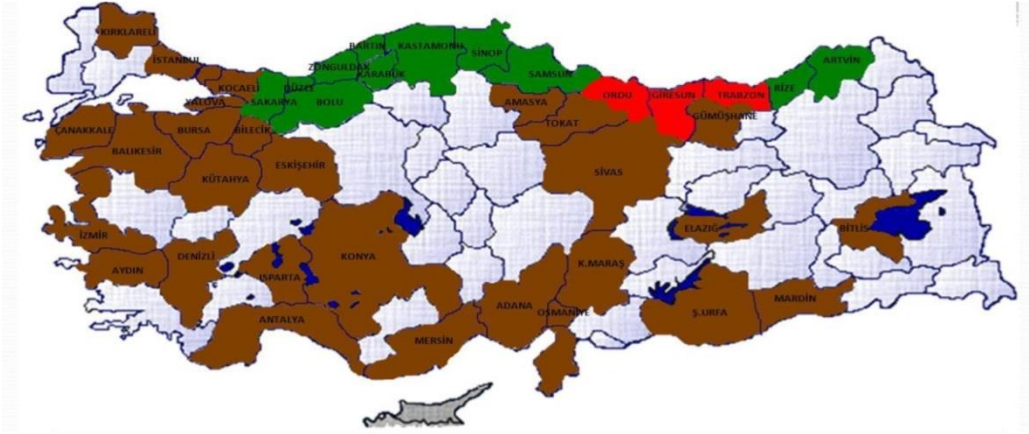 KIRKLARELİ
İSTANBUL
KOCAELİ
YALOVA
SAKARYA
DÜZCE
BOLU
ZONGULDAK
BARTIN
KARABÜK
KASTAMONU
SİNOP
SAMSUN
ORDU
GİRESUN
TRABZON
RİZE
ARTVİN
AMASYA
TOKAT
GÜMÜŞHANE
ÇANAKKALE
BALIKESİR
BURSA
BİLECİK
ESKİŞEHİR
KÜTAHYA
SİVAS
İZMİR
AYDIN
DENİZLİ
ISPARTA
KONYA
ANTALYA
MERSİN
ADANA
OSMANİYE
K.MARAŞ
ELAZIĞ
BİTLİS
Ş.URFA
MARDİN